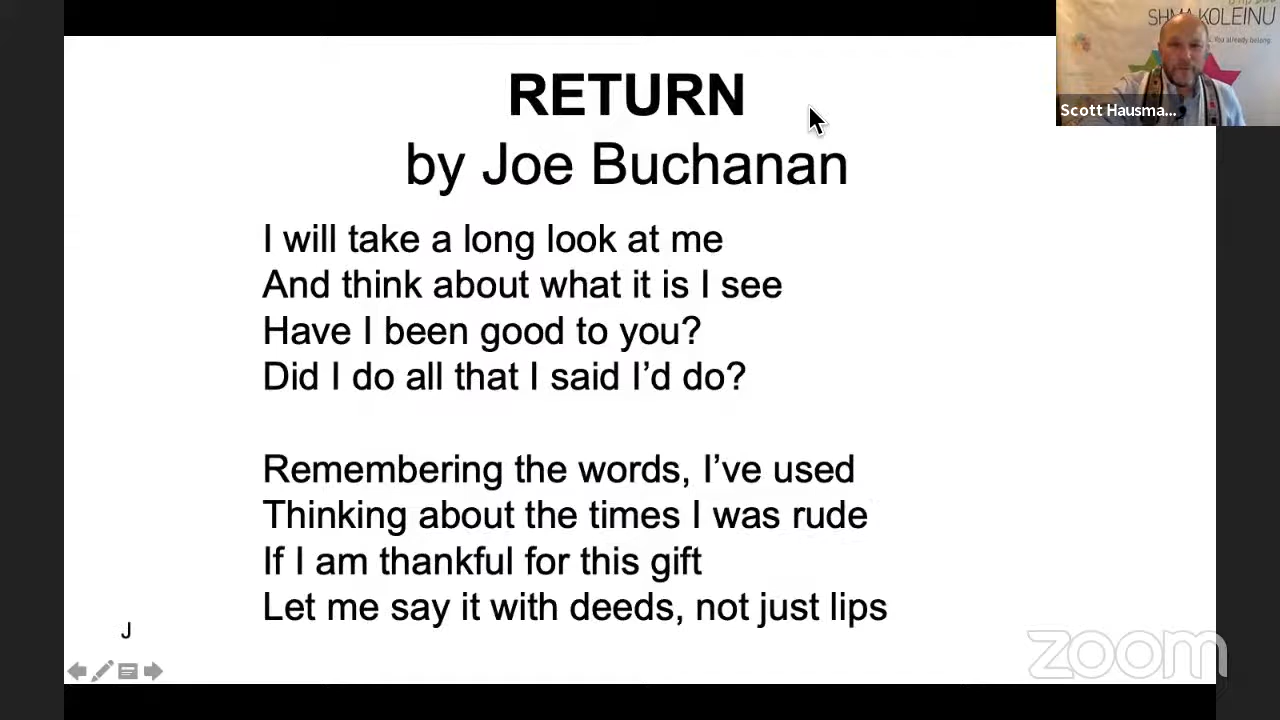 RETURN
by Joe Buchanan
I will take a long look at me
And think about what it is I see
Have I been good to you?
Did I do all that I said I’d do?
Remembering the words, I’ve used
Thinking about the times I was rude
If I am thankful for this gift
Let me say it with deeds, not just lips
J
SHMA KOLEINU
You already belong.
Scott Hausma...
zoom